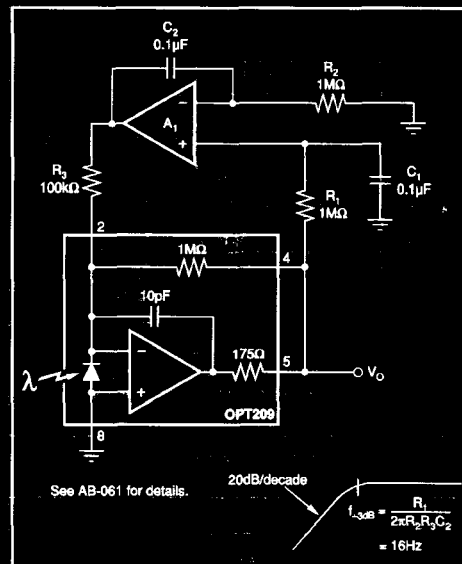 C2
0.1µF
R2
1MΩ
A1
−
+
R3
100kΩ
R1
1MΩ
C1
0.1µF
2
1MΩ
4
10pF
−
+
175Ω
5
VO
λ
OPT209
8
See AB-061 for details.
20dB/decade
f–3dB = R1 / 2πR2R3C2
= 16Hz